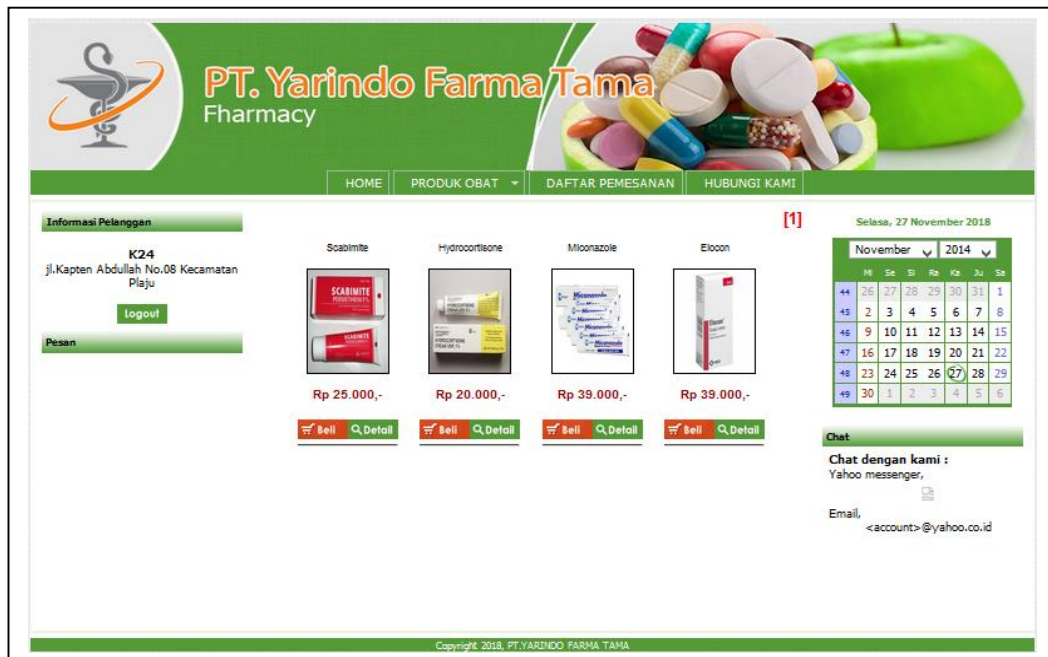 PT. Yarindo Farma Tama
Fharmacy
HOME
PRODUK OBAT
DAFTAR PEMESANAN
HUBUNGI KAMI
Informasi Pelanggan
K24
jl.Kapten Abdullah No.08 Kecamatan
Plaju
Logout
Pesan
[1]
Scabimite
Hydrocortisone
Miconazole
Elocon
SCABIMITE
Rp 25.000,-
Rp 20.000,-
Rp 39.000,-
Rp 39.000,-
Beli Detail
Beli Detail
Beli Detail
Beli Detail
Selasa, 27 November 2018
November 2014
Mi Se Sl Ra Ka Ju Sa
44 26 27 28 29 30 31 1
45 2 3 4 5 6 7 8
46 9 10 11 12 13 14 15
47 16 17 18 19 20 21 22
48 23 24 25 26 27 28 29
49 30 1 2 3 4 5 6
Chat
Chat dengan kami :
Yahoo messenger,
Email,
<account>@yahoo.co.id
Copyright 2018, PT.YARINDO FARMA TAMA